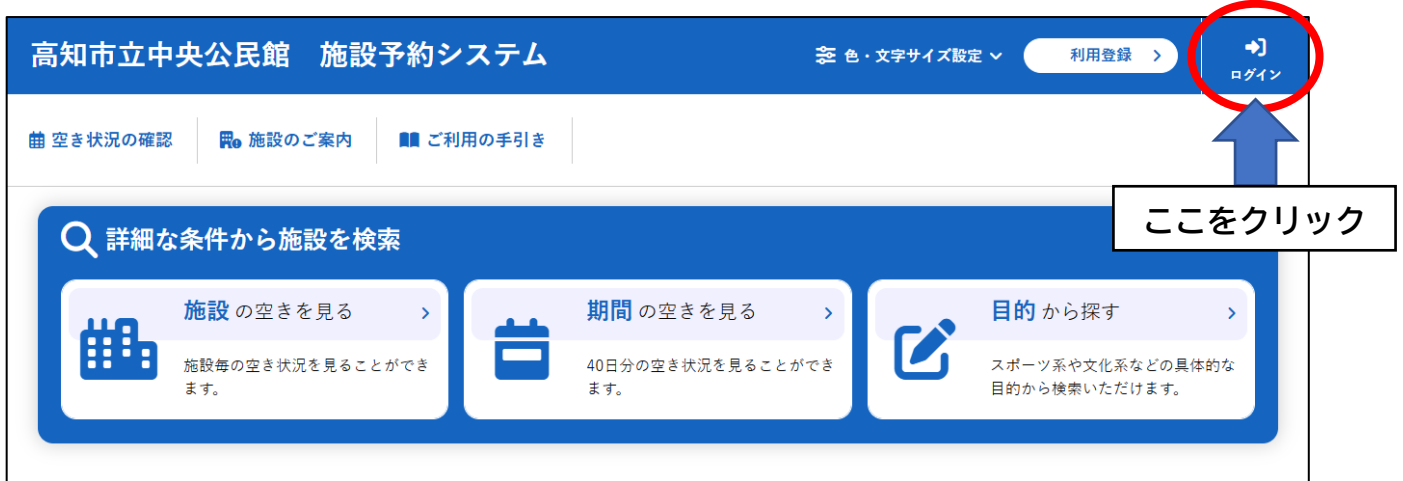 高知市立中央公民館　施設予約システム
色・文字サイズ設定
利用登録
ログイン
空き状況の確認
施設のご案内
ご利用の手引き
ここをクリック
詳細な条件から施設を検索
施設 の空きを見る
施設毎の空き状況を見ることができ
ます。
期間 の空きを見る
40日分の空き状況を見ることができ
ます。
目的 から探す
スポーツ系や文化系などの具体的な
目的から検索いただけます。